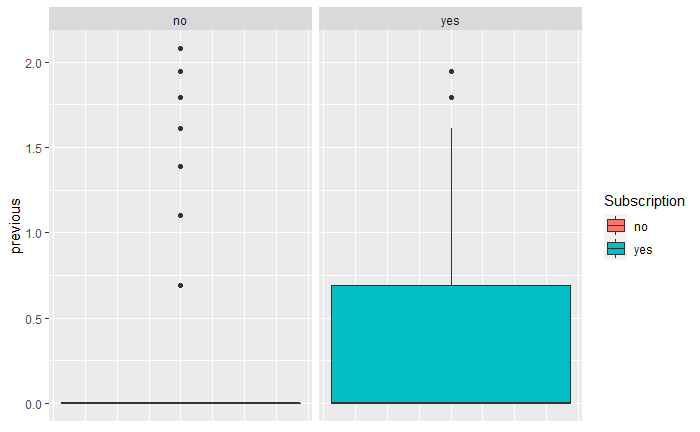 no
yes
2.0
1.5
1.0
0.5
0.0
previous
Subscription
no
yes